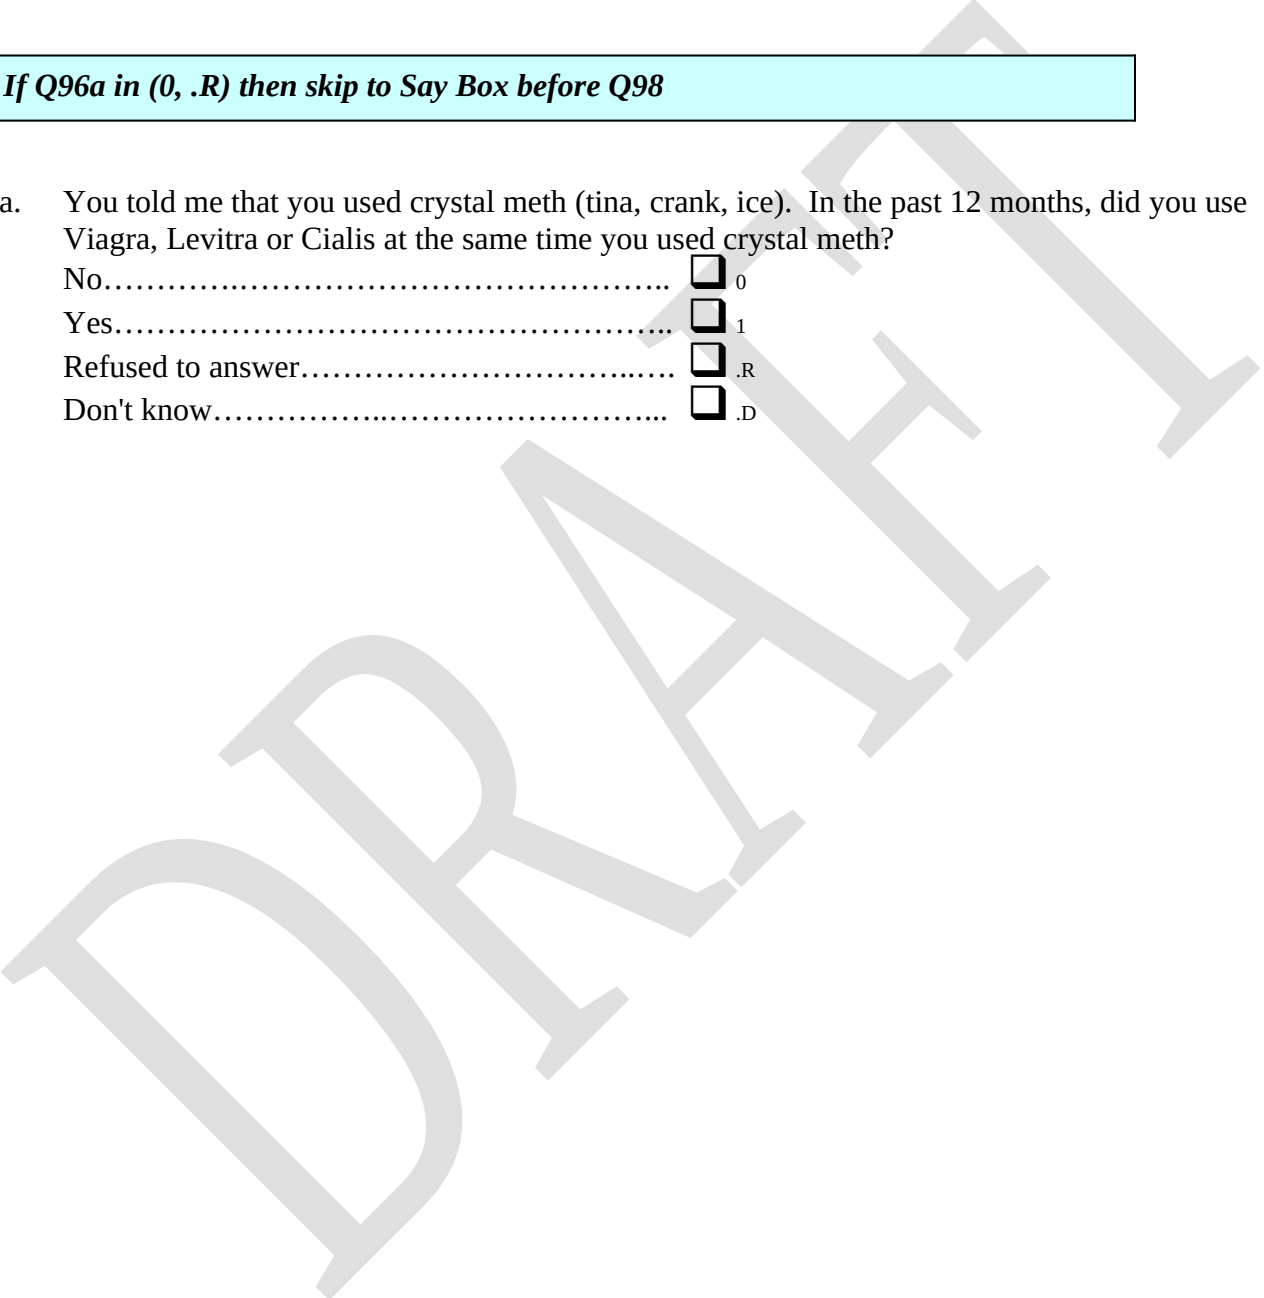 If Q96a in (0, .R) then skip to Say Box before Q98
a. You told me that you used crystal meth (tina, crank, ice).  In the past 12 months, did you use
Viagra, Levitra or Cialis at the same time you used crystal meth?
No………….………………………………….. ❑ 0
Yes…………………………………………….. ❑ 1
Refused to answer…………………………..…. ❑ .R
Don't know……………..……………………... ❑ .D
DRAFT